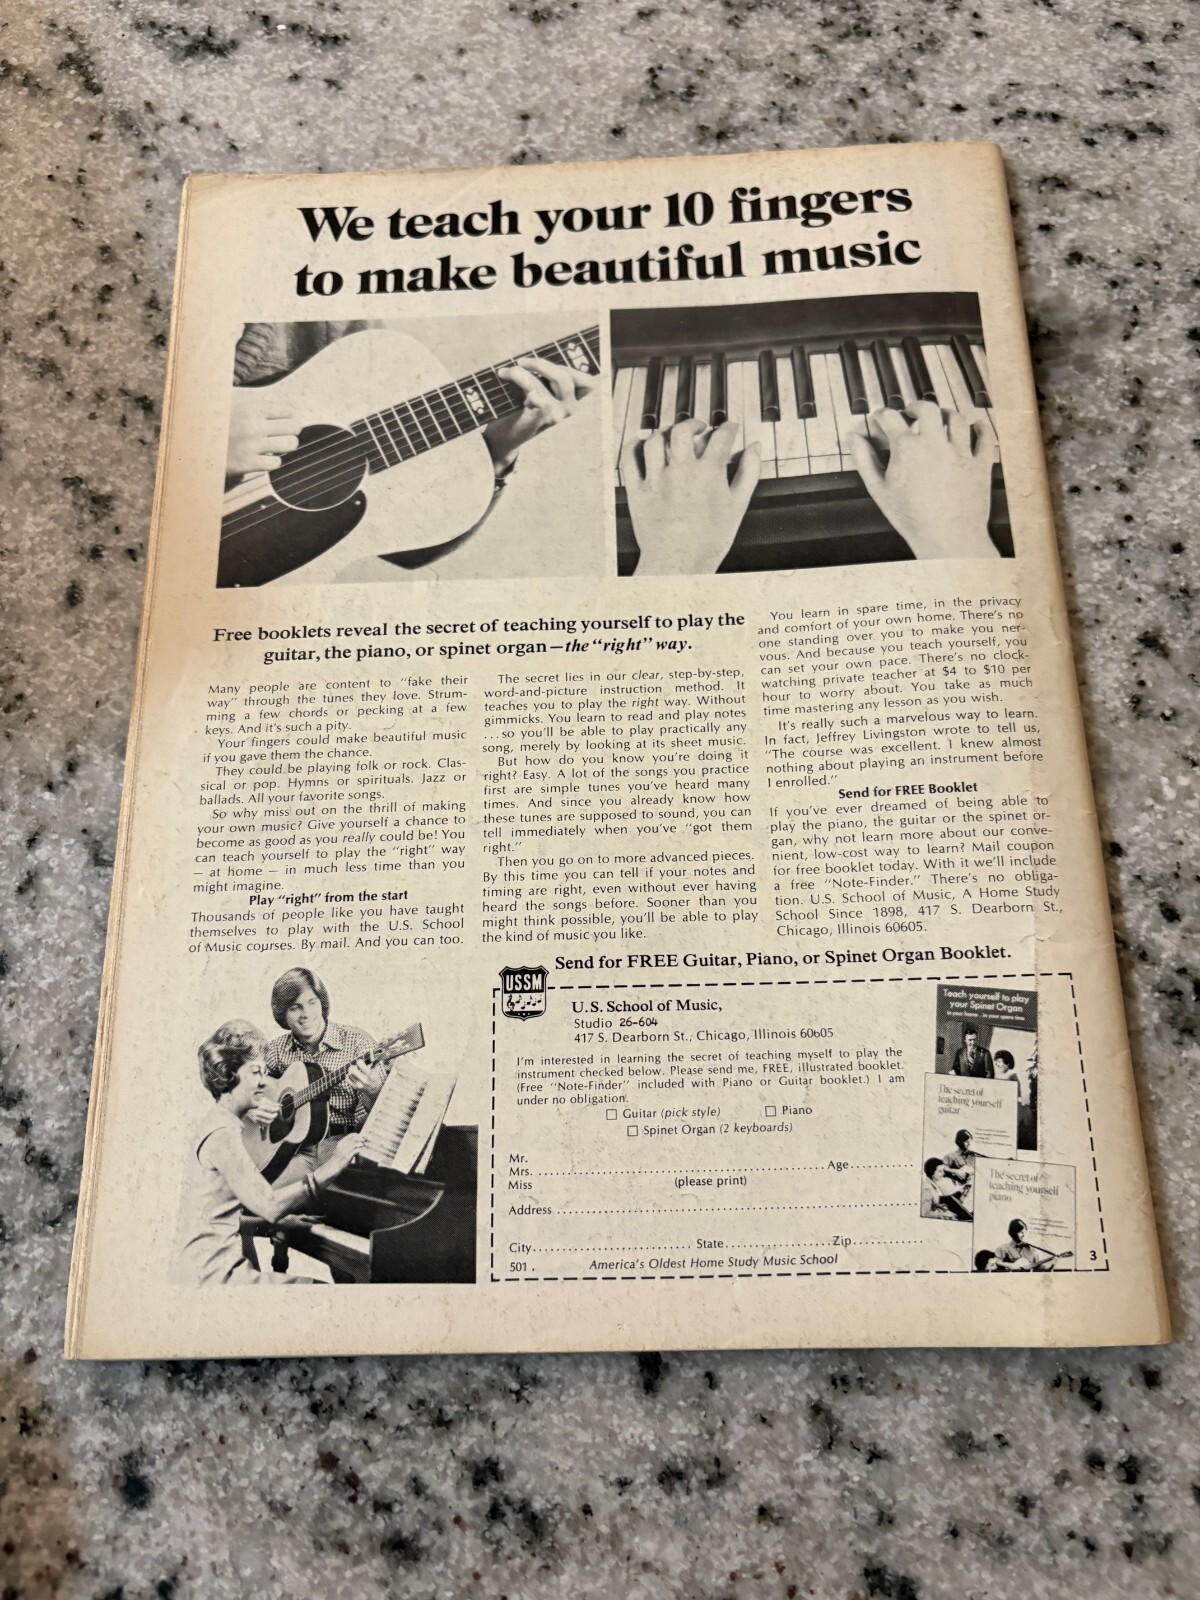 We teach your 10 fingers
to make beautiful music
Free booklets reveal the secret of teaching yourself to play the
guitar, the piano, or spinet organ—the “right” way.
Many people are content to “fake their
way” through the tunes they love. Strum-
ming a few chords or pecking at a few
keys. And it’s such a pity.
Your fingers could make beautiful music
if you gave them the chance.
They could be playing folk or rock. Clas-
sical or pop. Hymns or spirituals. Jazz or
ballads. All your favorite songs.
So why miss out on the thrill of making
your own music? Give yourself a chance to
become as good as you really could be! You
can teach yourself to play the “right” way
— at home — in much less time than you
might imagine.
Play “right” from the start
Thousands of people like you have taught
themselves to play with the U.S. School
of Music courses. By mail. And you can too.
The secret lies in our clear, step-by-step,
word-and-picture instruction method. It
teaches you to play the right way. Without
gimmicks. You learn to read and play notes
...so you’ll be able to play practically any
song, merely by looking at its sheet music.
But how do you know you’re doing it
right? Easy. A lot of the songs you practice
first are simple tunes you’ve heard many
times. And since you already know how
these tunes are supposed to sound, you can
tell immediately when you’ve “got them
right.”
Then you go on to more advanced pieces.
By this time you can tell if your notes and
timing are right, even without ever having
heard the songs before. Sooner than you
might think possible, you’ll be able to play
the kind of music you like.
You learn in spare time, in the privacy
and comfort of your own home. There’s no
one standing over you to make you ner-
vous. And because you teach yourself, you
can set your own pace. There’s no clock-
watching private teacher at $4 to $10 per
hour to worry about. You take as much
time mastering any lesson as you wish.
It’s really such a marvelous way to learn.
In fact, Jeffrey Livingston wrote to tell us,
“The course was excellent. I knew almost
nothing about playing an instrument before
I enrolled.”
Send for FREE Booklet
If you’ve ever dreamed of being able to
play the piano, the guitar or the spinet or-
gan, why not learn more about our conve-
nient, low-cost way to learn? Mail coupon
for free booklet today. With it we’ll include
a free “Note-Finder.” There’s no obliga-
tion. U.S. School of Music, A Home Study
School Since 1898, 417 S. Dearborn St.,
Chicago, Illinois 60605.
Send for FREE Guitar, Piano, or Spinet Organ Booklet.
USSM
U.S. School of Music,
Studio 26-604
417 S. Dearborn St., Chicago, Illinois 60605
I’m interested in learning the secret of teaching myself to play the
instrument checked below. Please send me, FREE, illustrated booklet.
(Free “Note-Finder” included with Piano or Guitar booklet.) I am
under no obligation.
☐ Guitar (pick style) ☐ Piano
☐ Spinet Organ (2 keyboards)
Mr.
Mrs. ........................................ Age............
Miss (please print)
Address ........................................
City.......................... State.................Zip............
501. America’s Oldest Home Study Music School
Teach yourself to play
your Spinet Organ
in your home...in your spare time
The secret of
teaching yourself
guitar
The secret of
teaching yourself
piano
3